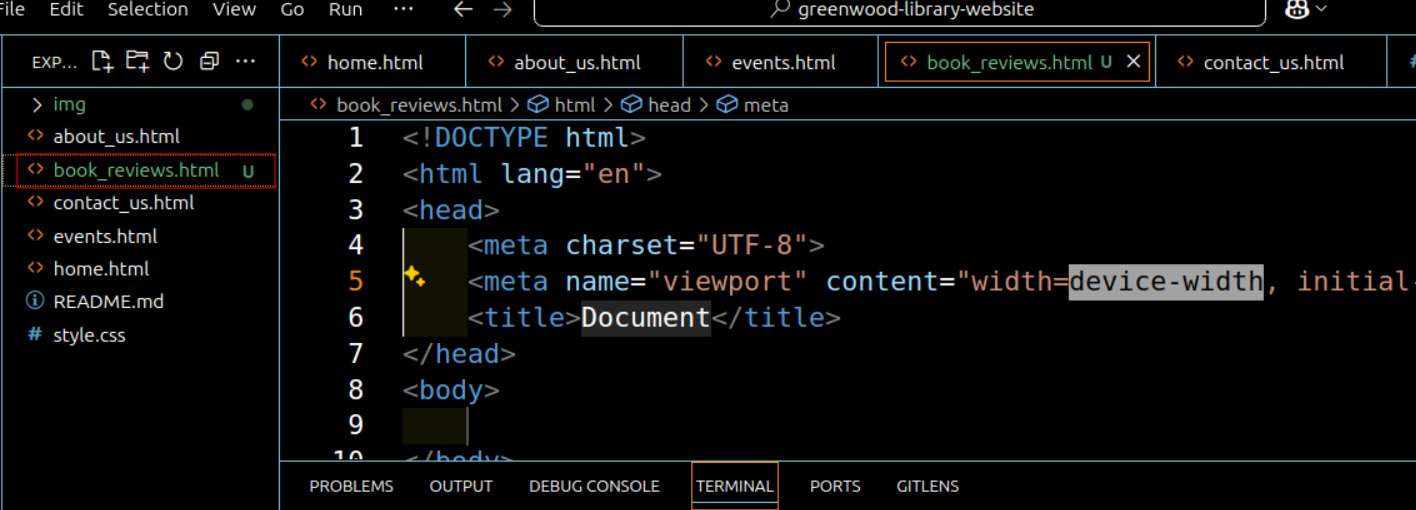 File Edit Selection View Go Run ··· greenwood-library-website
EXP... ···
home.html about_us.html events.html book_reviews.html U contact_us.html #
img
about_us.html
book_reviews.html U
contact_us.html
events.html
home.html
README.md
# style.css
book_reviews.html > html > head > meta
1 <!DOCTYPE html>
2 <html lang="en">
3 <head>
4 <meta charset="UTF-8">
5 <meta name="viewport" content="width=device-width, initial-
6 <title>Document</title>
7 </head>
8 <body>
9
10 </body>
PROBLEMS OUTPUT DEBUG CONSOLE TERMINAL PORTS GITLENS